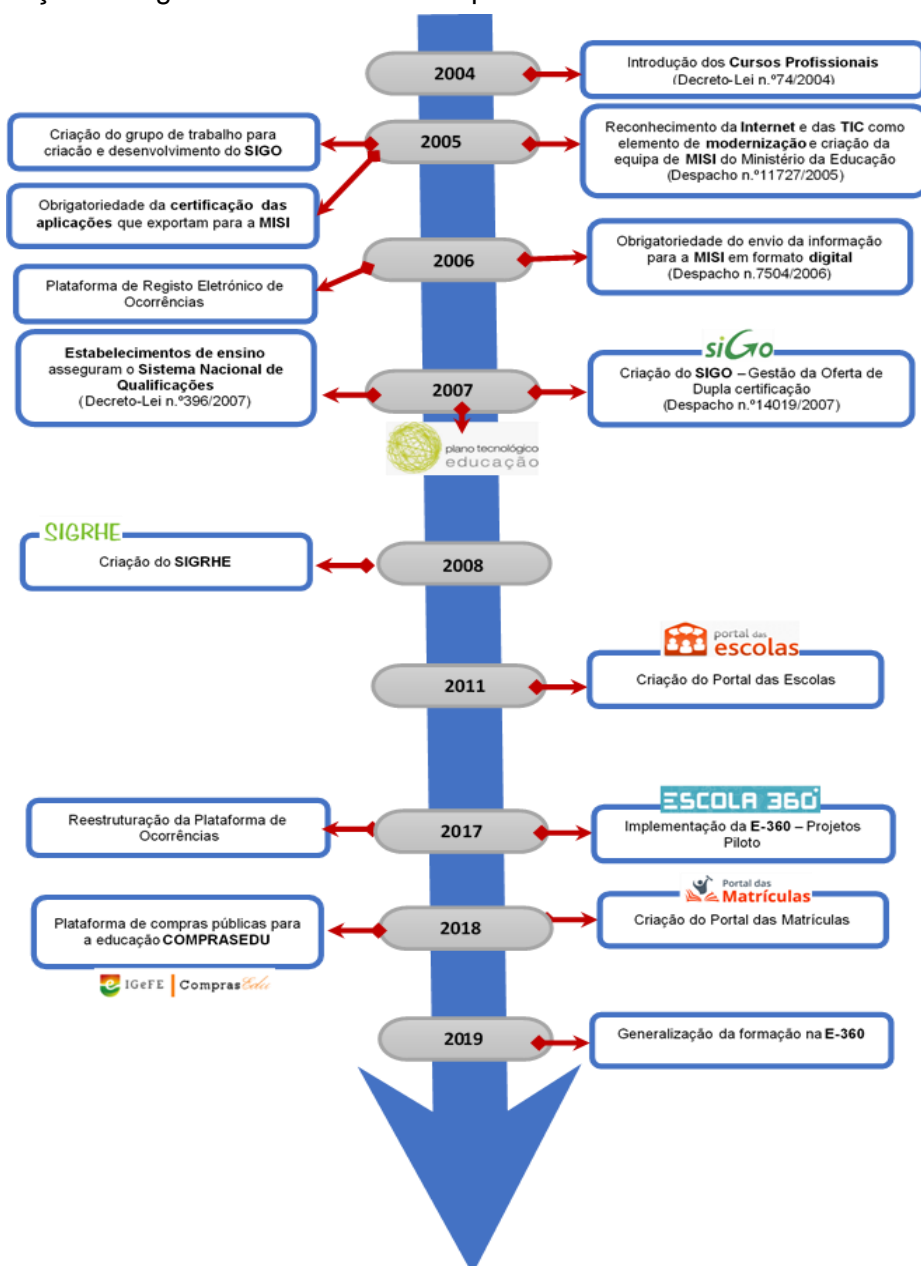 2004
Introdução dos Cursos Profissionais
(Decreto-Lei n.º74/2004)
Criação do grupo de trabalho para
criação e desenvolvimento do SIGO
2005
Reconhecimento da Internet e das TIC como
elemento de modernização e criação da
equipa de MISI do Ministério da Educação
(Despacho n.º11727/2005)
Obrigatoriedade da certificação das
aplicações que exportam para a MISI
2006
Obrigatoriedade do envio da informação
para a MISI em formato digital
(Despacho n.7504/2006)
Plataforma de Registo Eletrónico de
Ocorrências
Estabelecimentos de ensino
asseguram o Sistema Nacional de
Qualificações
(Decreto-Lei n.º396/2007)
2007
siGo
Criação do SIGO – Gestão da Oferta de
Dupla certificação
(Despacho n.º14019/2007)
plano tecnológico
educação
SIGRHE
Criação do SIGRHE
2008
2011
portal das
escolas
Criação do Portal das Escolas
Reestruturação da Plataforma de
Ocorrências
2017
ESCOLA 360°
Implementação da E-360 – Projetos
Piloto
Plataforma de compras públicas para
a educação COMPRASEDU
IGeFE | ComprasEdu
2018
Portal das
Matrículas
Criação do Portal das Matrículas
2019
Generalização da formação na E-360